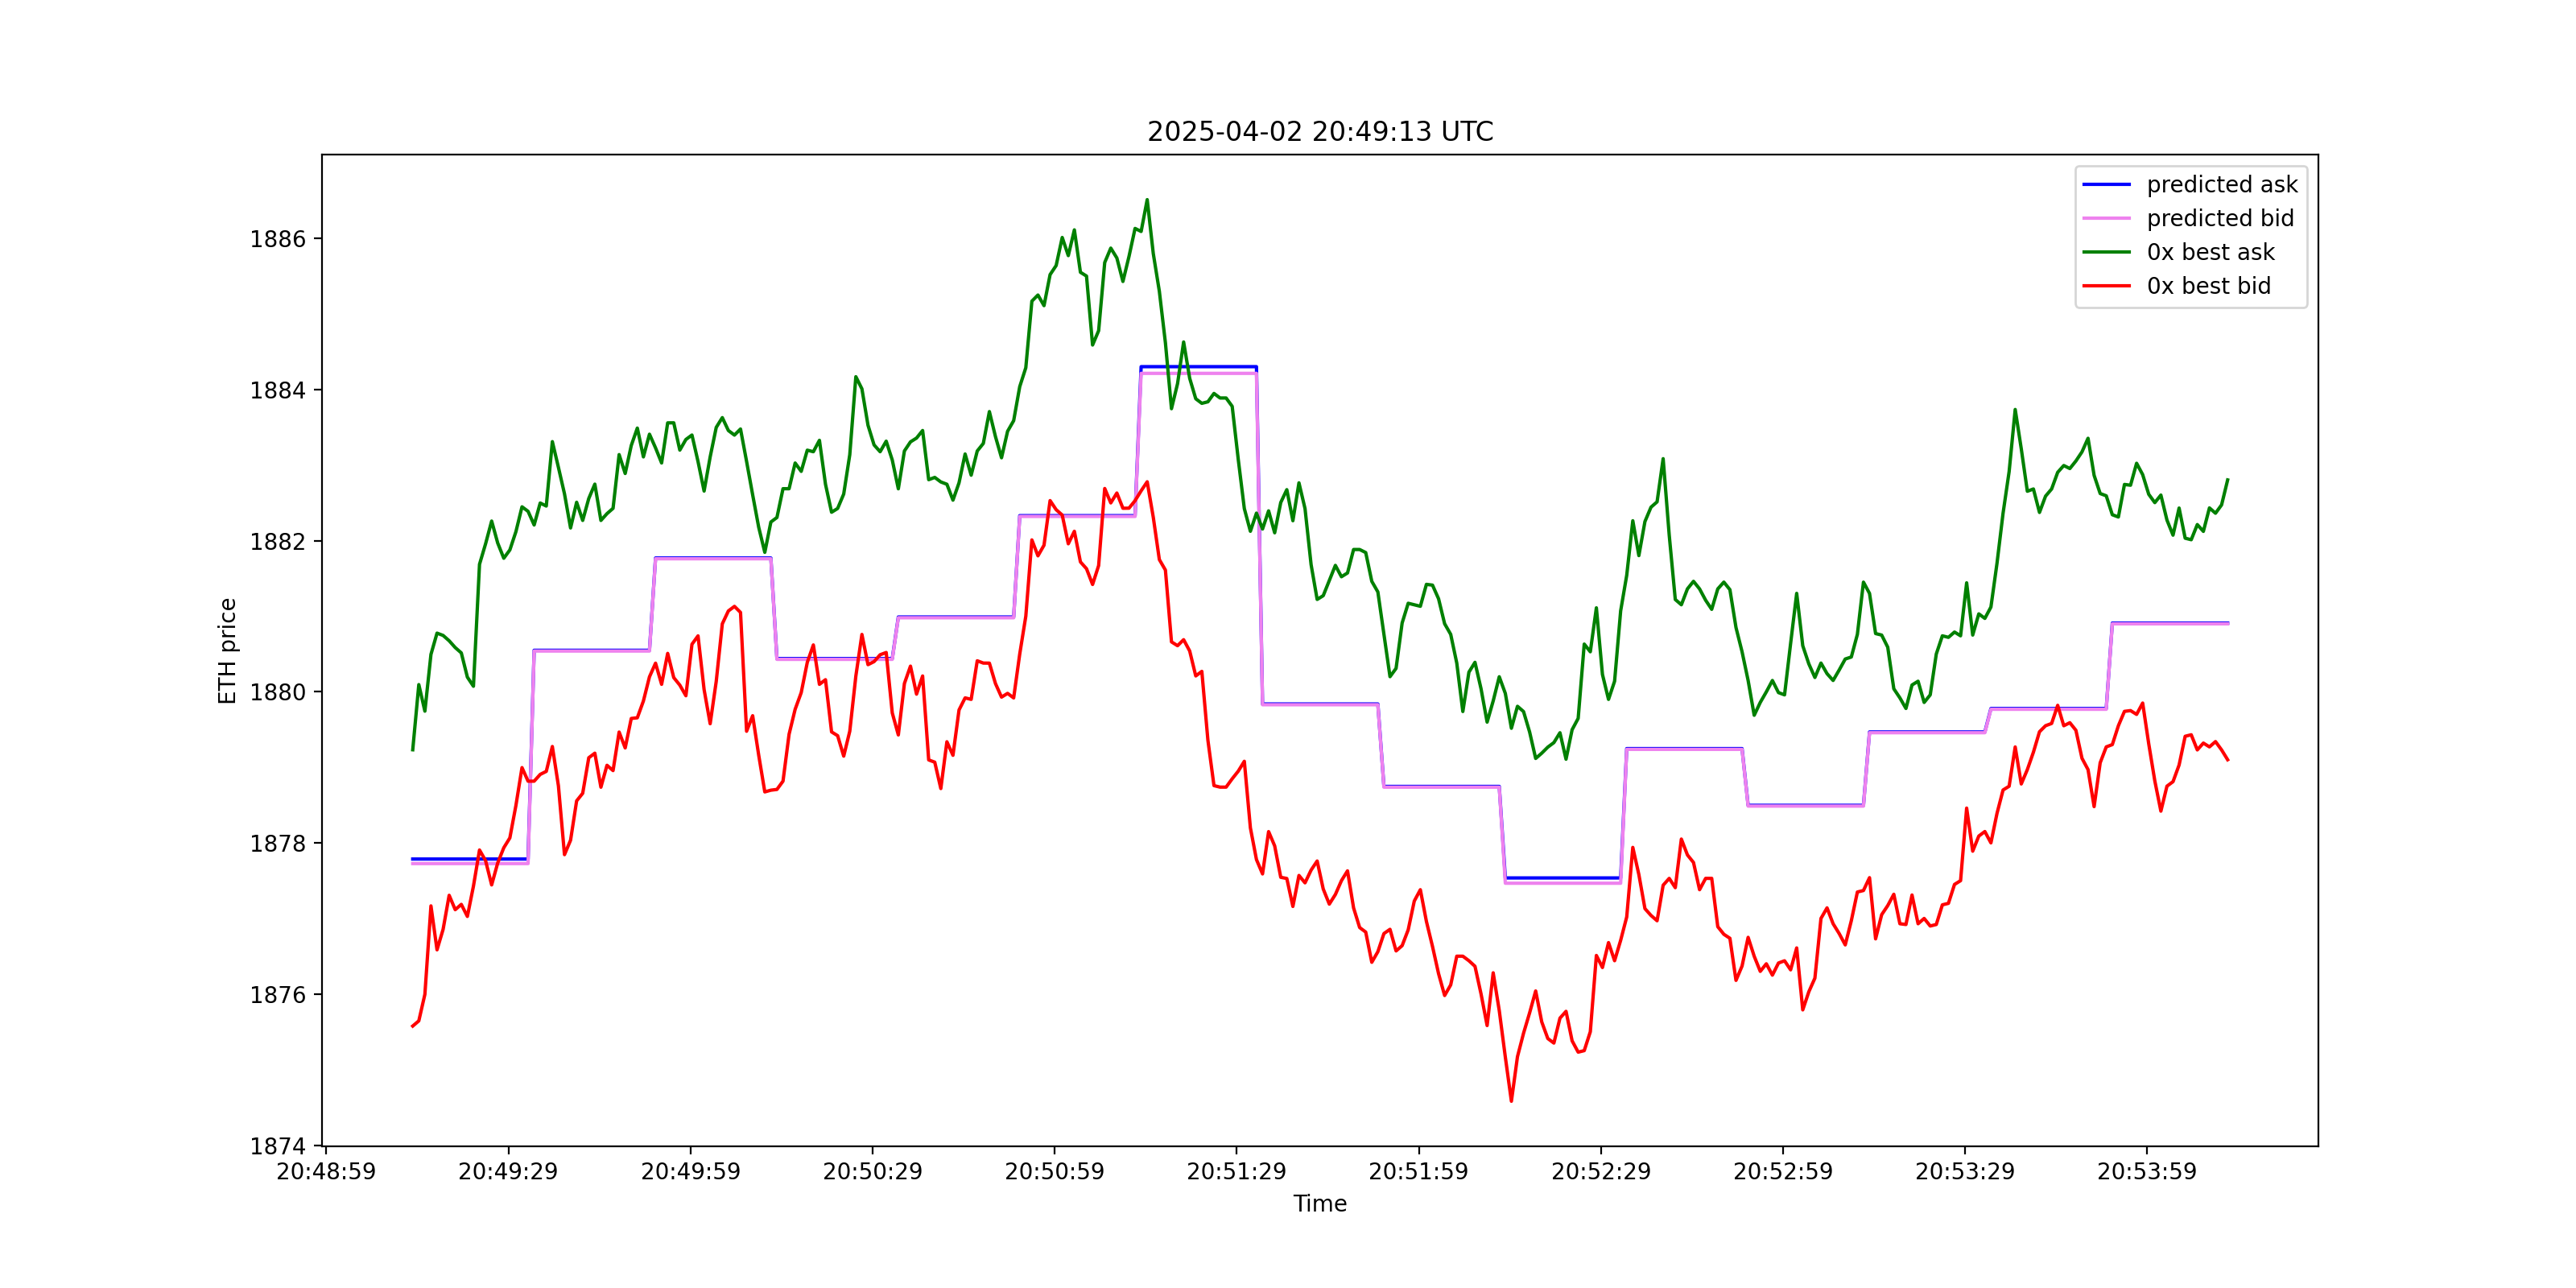 2025-04-02 20:49:13 UTC
predicted ask
predicted bid
0x best ask
0x best bid
ETH price
1886
1884
1882
1880
1878
1876
1874
20:48:59 20:49:29 20:49:59 20:50:29 20:50:59 20:51:29 20:51:59 20:52:29 20:52:59 20:53:29 20:53:59
Time